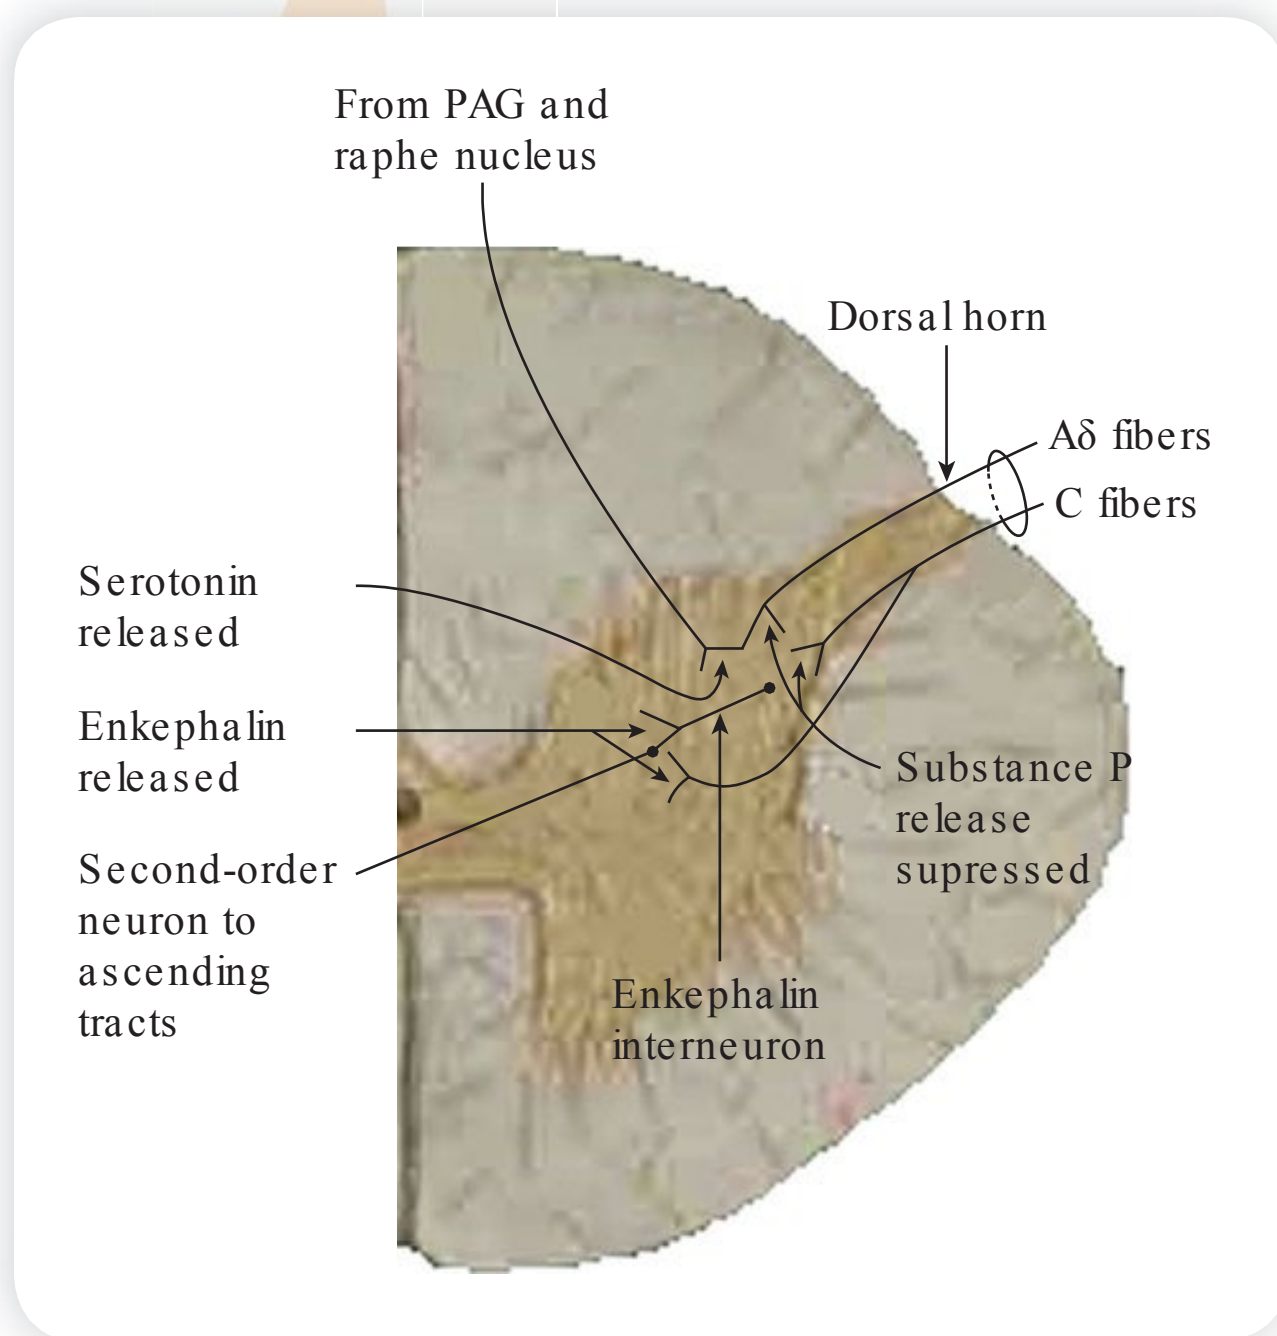 From PAG and
raphe nucleus
Dorsal horn
Aδ fibers
C fibers
Serotonin
released
Enkephalin
released
Substance P
release
supressed
Second-order
neuron to
ascending
tracts
Enkephalin
interneuron